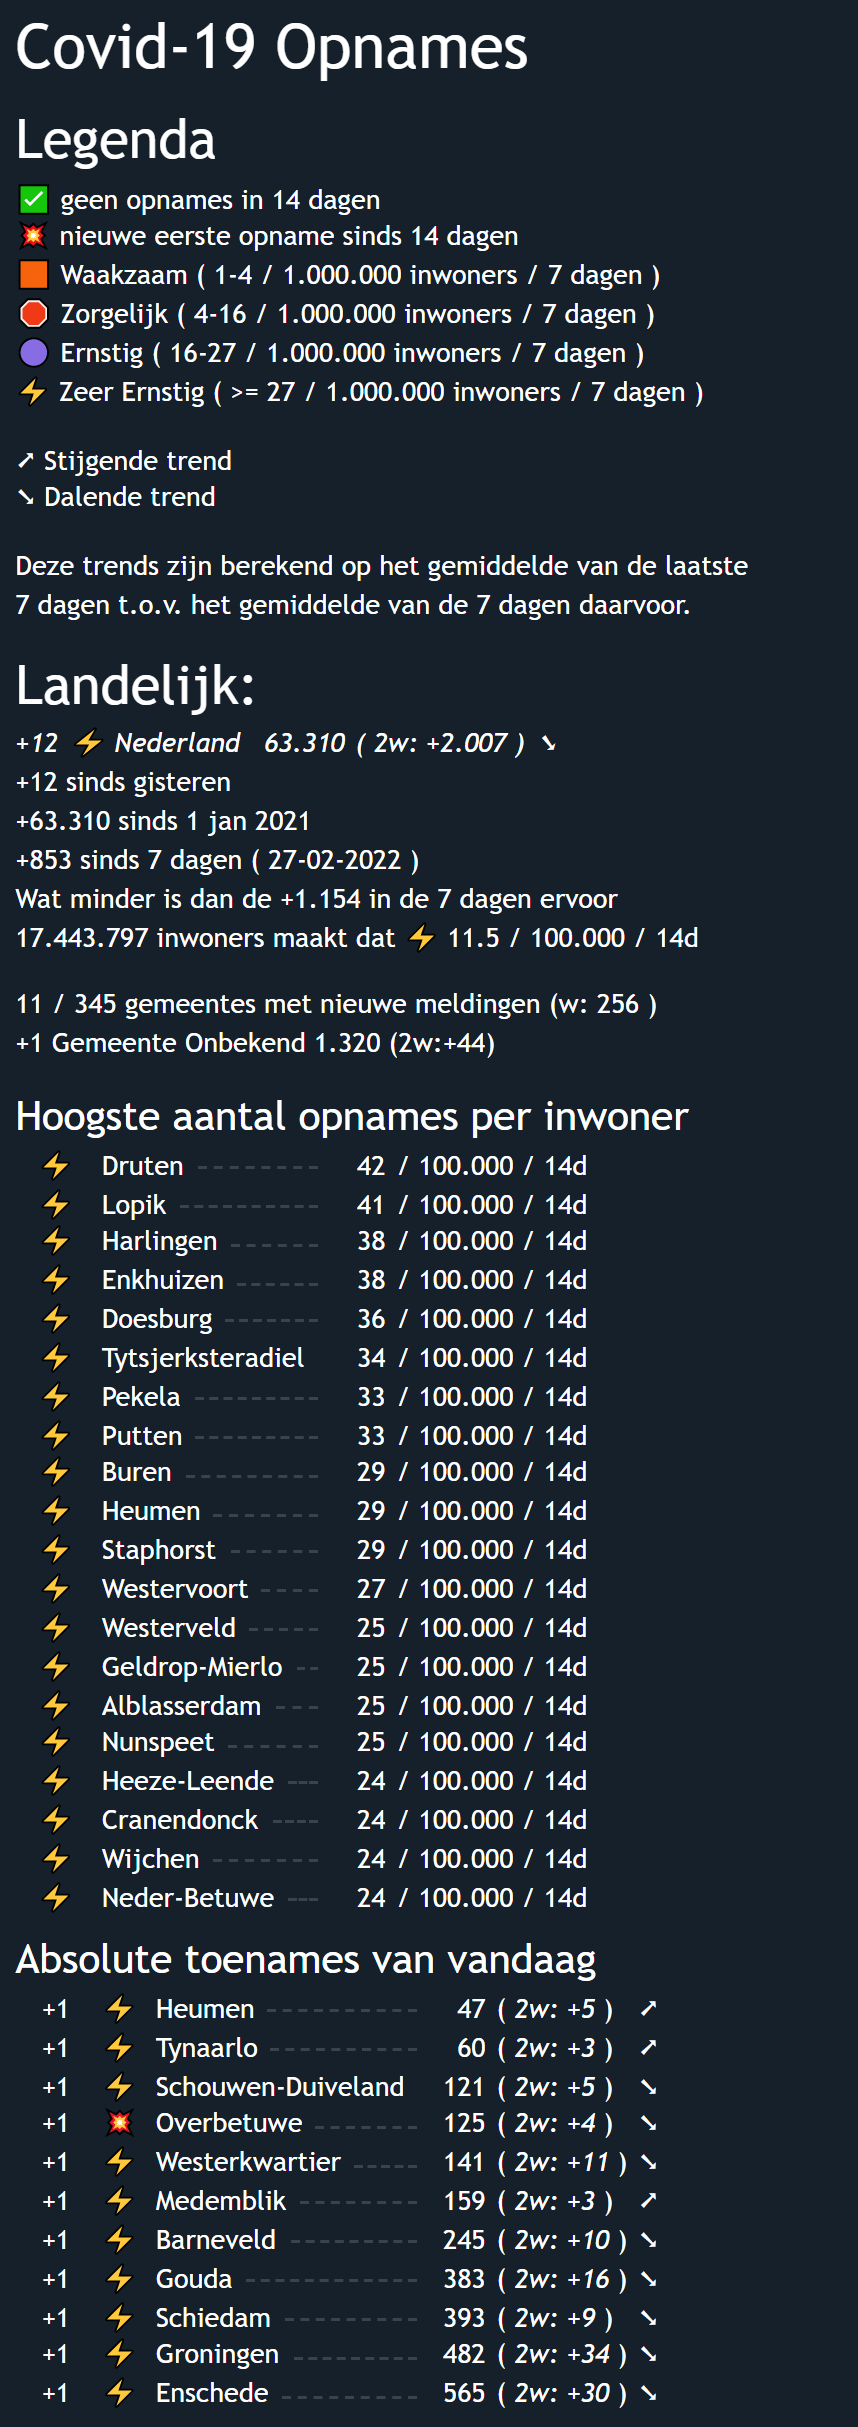 Covid-19 Opnames
Legenda
✅ geen opnames in 14 dagen
💥 nieuwe eerste opname sinds 14 dagen
🟧 Waakzaam ( 1-4 / 1.000.000 inwoners / 7 dagen )
🛑 Zorgelijk ( 4-16 / 1.000.000 inwoners / 7 dagen )
🟣 Ernstig ( 16-27 / 1.000.000 inwoners / 7 dagen )
⚡ Zeer Ernstig ( >= 27 / 1.000.000 inwoners / 7 dagen )
➚ Stijgende trend
➘ Dalende trend
Deze trends zijn berekend op het gemiddelde van de laatste
7 dagen t.o.v. het gemiddelde van de 7 dagen daarvoor.
Landelijk:
+12 ⚡ Nederland 63.310 ( 2w: +2.007 ) ➘
+12 sinds gisteren
+63.310 sinds 1 jan 2021
+853 sinds 7 dagen ( 27-02-2022 )
Wat minder is dan de +1.154 in de 7 dagen ervoor
17.443.797 inwoners maakt dat ⚡ 11.5 / 100.000 / 14d
11 / 345 gemeentes met nieuwe meldingen (w: 256 )
+1 Gemeente Onbekend 1.320 (2w:+44)
Hoogste aantal opnames per inwoner
⚡ Druten --------- 42 / 100.000 / 14d
⚡ Lopik ---------- 41 / 100.000 / 14d
⚡ Harlingen ------ 38 / 100.000 / 14d
⚡ Enkhuizen ------ 38 / 100.000 / 14d
⚡ Doesburg ------- 36 / 100.000 / 14d
⚡ Tytsjerksteradiel 34 / 100.000 / 14d
⚡ Pekela --------- 33 / 100.000 / 14d
⚡ Putten --------- 33 / 100.000 / 14d
⚡ Buren ---------- 29 / 100.000 / 14d
⚡ Heumen ------- 29 / 100.000 / 14d
⚡ Staphorst ------ 29 / 100.000 / 14d
⚡ Westervoort ---- 27 / 100.000 / 14d
⚡ Westerveld ----- 25 / 100.000 / 14d
⚡ Geldrop-Mierlo -- 25 / 100.000 / 14d
⚡ Alblasserdam --- 25 / 100.000 / 14d
⚡ Nunspeet ------- 25 / 100.000 / 14d
⚡ Heeze-Leende --- 24 / 100.000 / 14d
⚡ Cranendonck ---- 24 / 100.000 / 14d
⚡ Wijchen -------- 24 / 100.000 / 14d
⚡ Neder-Betuwe --- 24 / 100.000 / 14d
Absolute toenames van vandaag
+1 ⚡ Heumen ----------- 47 ( 2w: +5 ) ➚
+1 ⚡ Tynaarlo ----------- 60 ( 2w: +3 ) ➚
+1 ⚡ Schouwen-Duiveland 121 ( 2w: +5 ) ➘
+1 💥 Overbetuwe ------- 125 ( 2w: +4 ) ➘
+1 ⚡ Westerkwartier ----- 141 ( 2w: +11 ) ➘
+1 ⚡ Medemblik --------- 159 ( 2w: +3 ) ➚
+1 ⚡ Barneveld ---------- 245 ( 2w: +10 ) ➘
+1 ⚡ Gouda ------------- 383 ( 2w: +16 ) ➘
+1 ⚡ Schiedam ---------- 393 ( 2w: +9 ) ➘
+1 ⚡ Groningen --------- 482 ( 2w: +34 ) ➘
+1 ⚡ Enschede ---------- 565 ( 2w: +30 ) ➘